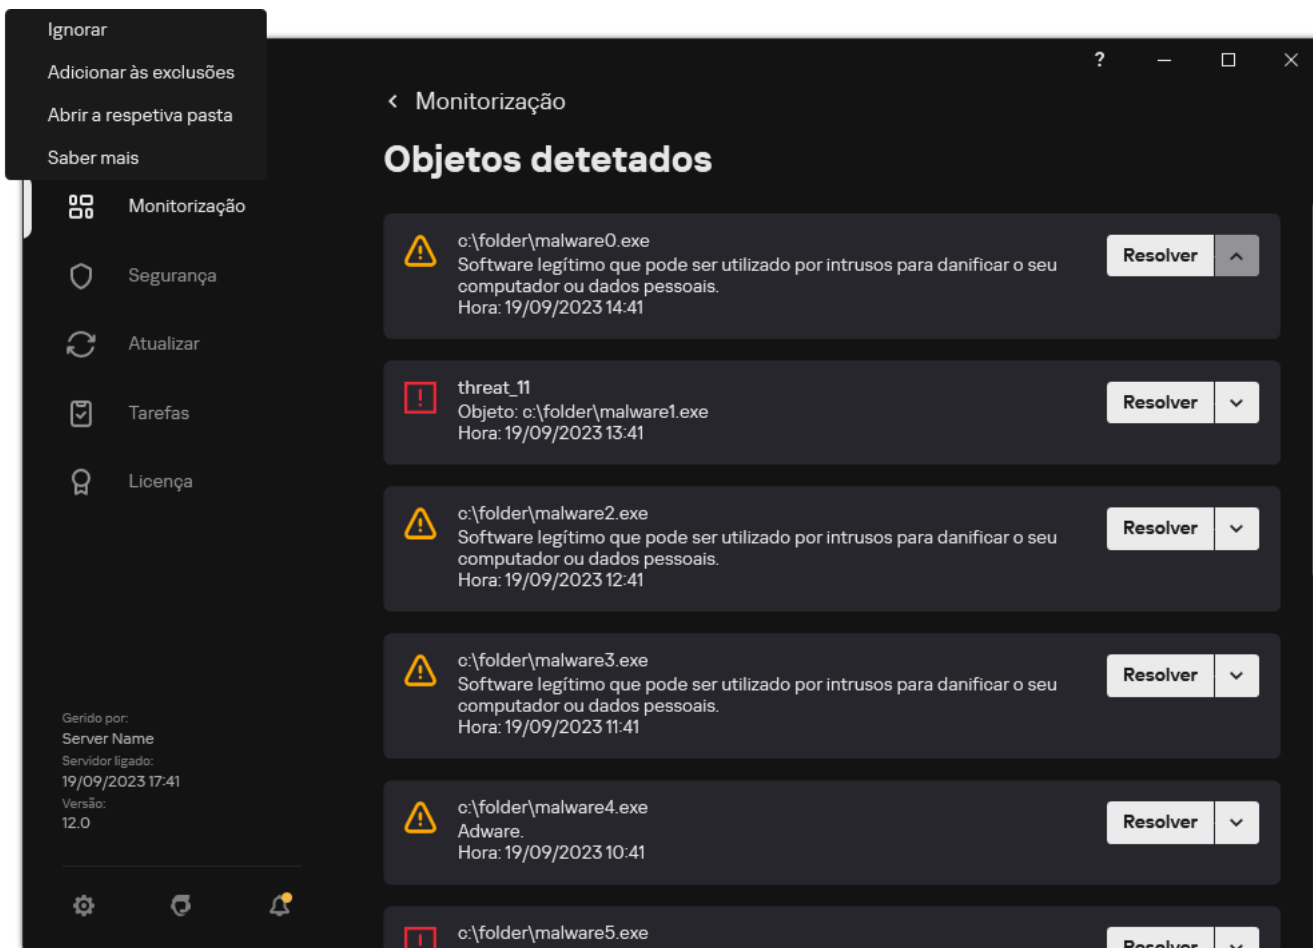 Ignorar
Adicionar às exclusões
Abrir a respetiva pasta
Saber mais
?
Monitorização
Objetos detetados
Monitorização
Segurança
Atualizar
Tarefas
Licença
Gerido por:
Server Name
Servidor ligado:
19/09/2023 17:41
Versão:
12.0
c:\folder\malware0.exe
Software legítimo que pode ser utilizado por intrusos para danificar o seu
computador ou dados pessoais.
Hora: 19/09/2023 14:41
Resolver
threat_11
Objeto: c:\folder\malware1.exe
Hora: 19/09/2023 13:41
Resolver
c:\folder\malware2.exe
Software legítimo que pode ser utilizado por intrusos para danificar o seu
computador ou dados pessoais.
Hora: 19/09/2023 12:41
Resolver
c:\folder\malware3.exe
Software legítimo que pode ser utilizado por intrusos para danificar o seu
computador ou dados pessoais.
Hora: 19/09/2023 11:41
Resolver
c:\folder\malware4.exe
Adware.
Hora: 19/09/2023 10:41
Resolver
c:\folder\malware5.exe
Resolver